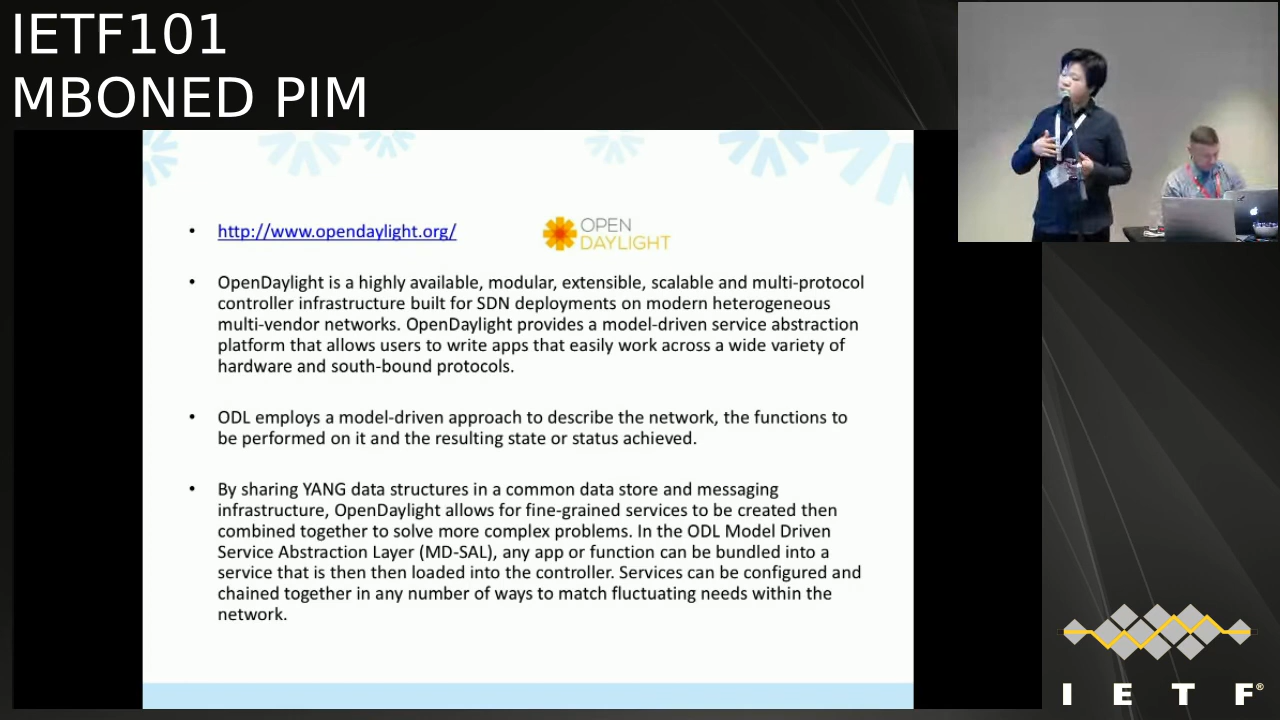 IETF101
MBONED PIM
• http://www.opendaylight.org/
OPEN
DAYLIGHT
• OpenDaylight is a highly available, modular, extensible, scalable and multi-protocol
controller infrastructure built for SDN deployments on modern heterogeneous
multi-vendor networks. OpenDaylight provides a model-driven service abstraction
platform that allows users to write apps that easily work across a wide variety of
hardware and south-bound protocols.
• ODL employs a model-driven approach to describe the network, the functions to
be performed on it and the resulting state or status achieved.
• By sharing YANG data structures in a common data store and messaging
infrastructure, OpenDaylight allows for fine-grained services to be created then
combined together to solve more complex problems. In the ODL Model Driven
Service Abstraction Layer (MD-SAL), any app or function can be bundled into a
service that is then then loaded into the controller. Services can be configured and
chained together in any number of ways to match fluctuating needs within the
network.
I E T F®